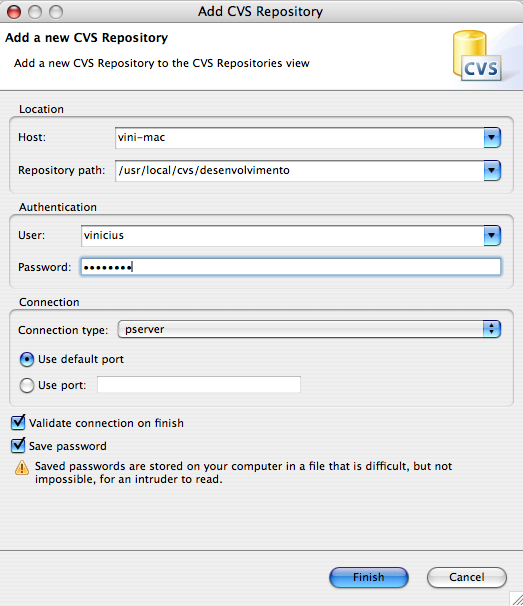 Add CVS Repository
Add a new CVS Repository
Add a new CVS Repository to the CVS Repositories view
CVS
Location
Host: vini-mac
Repository path: /usr/local/cvs/desenvolvimento
Authentication
User: vinicius
Password: ••••••••
Connection
Connection type: pserver
Use default port
Use port:
Validate connection on finish
Save password
Saved passwords are stored on your computer in a file that is difficult, but not
impossible, for an intruder to read.
Finish Cancel